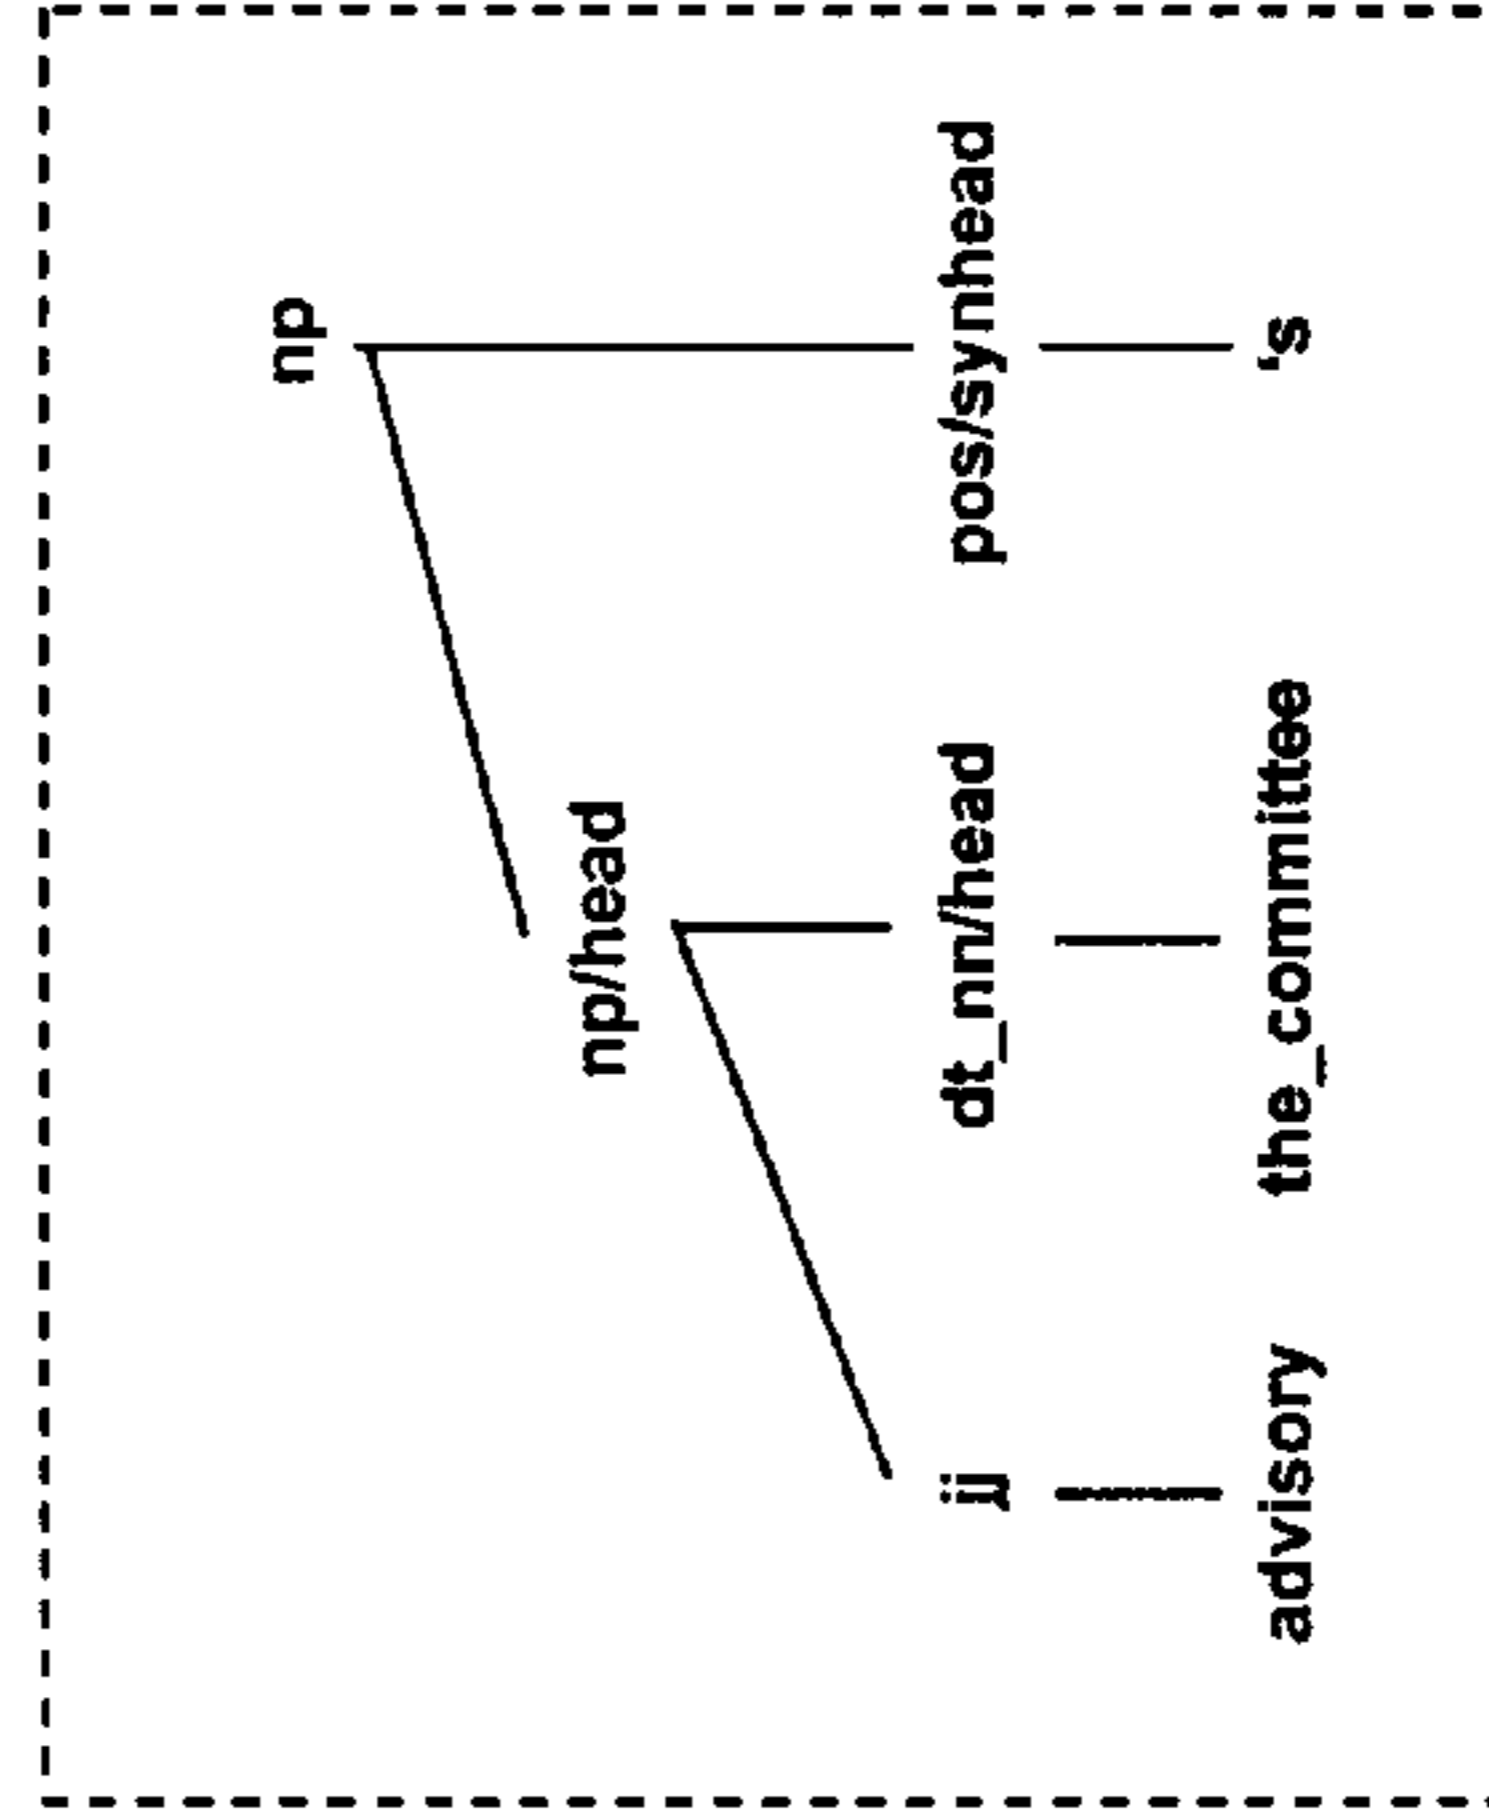 np
np/head
jj dt_nn/head pos/synhead
advisory the_committee 's